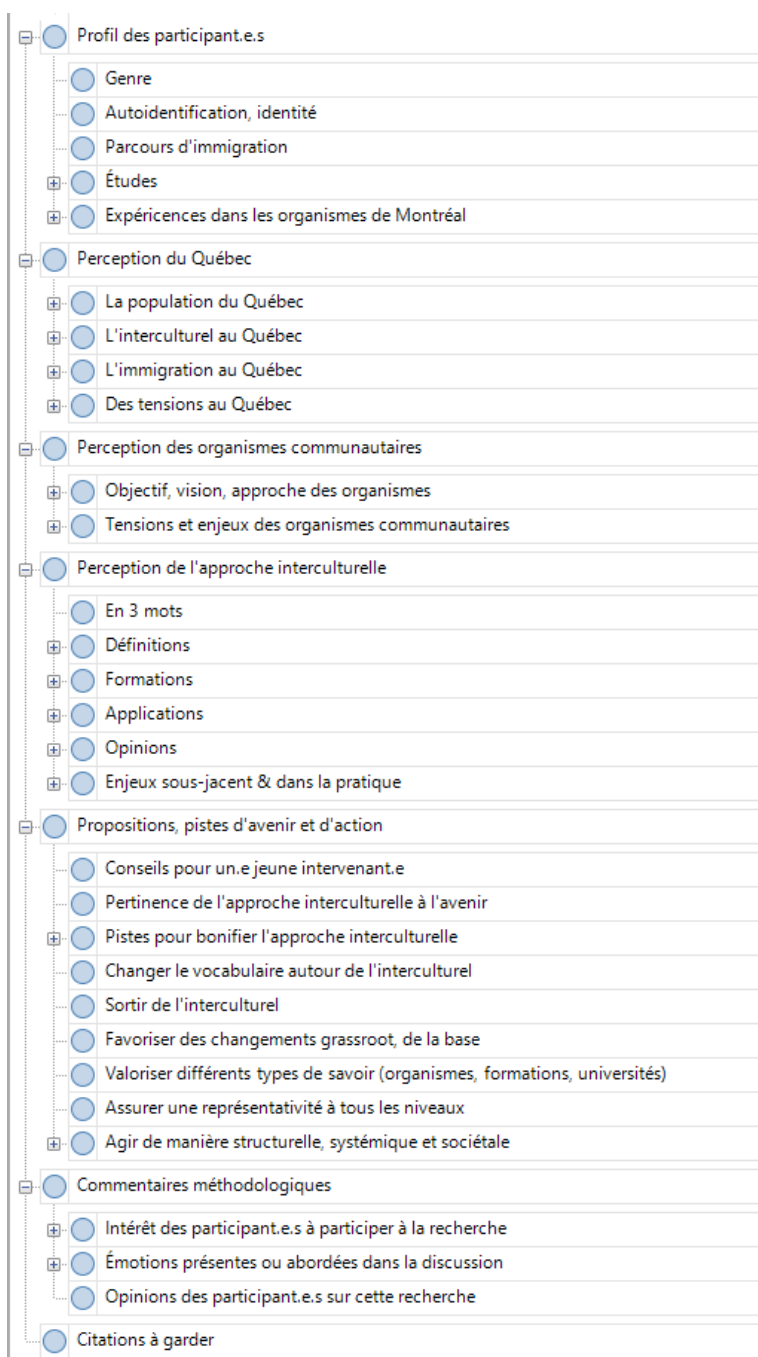 Profil des participant.e.s
Genre
Autoidentification, identité
Parcours d'immigration
Études
Expéricences dans les organismes de Montréal
Perception du Québec
La population du Québec
L'interculturel au Québec
L'immigration au Québec
Des tensions au Québec
Perception des organismes communautaires
Objectif, vision, approche des organismes
Tensions et enjeux des organismes communautaires
Perception de l'approche interculturelle
En 3 mots
Définitions
Formations
Applications
Opinions
Enjeux sous-jacent & dans la pratique
Propositions, pistes d'avenir et d'action
Conseils pour un.e jeune intervenant.e
Pertinence de l'approche interculturelle à l'avenir
Pistes pour bonifier l'approche interculturelle
Changer le vocabulaire autour de l'interculturel
Sortir de l'interculturel
Favoriser des changements grassroot, de la base
Valoriser différents types de savoir (organismes, formations, universités)
Assurer une représentativité à tous les niveaux
Agir de manière structurelle, systémique et sociétale
Commentaires méthodologiques
Intérêt des participant.e.s à participer à la recherche
Émotions présentes ou abordées dans la discussion
Opinions des participant.e.s sur cette recherche
Citations à garder